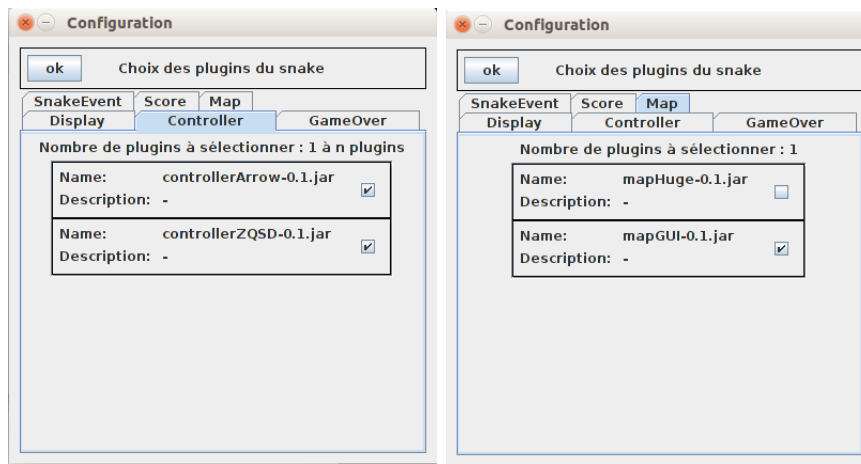 Configuration
ok Choix des plugins du snake
SnakeEvent Score Map
Display Controller GameOver
Nombre de plugins à sélectionner : 1 à n plugins
Name: controllerArrow-0.1.jar
Description: -
Name: controllerZQSD-0.1.jar
Description: -
Configuration
ok Choix des plugins du snake
SnakeEvent Score Map
Display Controller GameOver
Nombre de plugins à sélectionner : 1
Name: mapHuge-0.1.jar
Description: -
Name: mapGUI-0.1.jar
Description: -